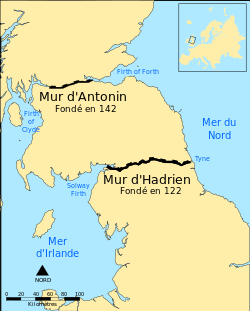 Firth of Forth
Mur d'Antonin
Fondé en 142
Firth
of
Clyde
Mer du
Nord
Tyne
Mur d'Hadrien
Fondé en 122
Solway
Firth
Mer
d'Irlande
NORD
0 20 40 60 80 100
Kilomètres